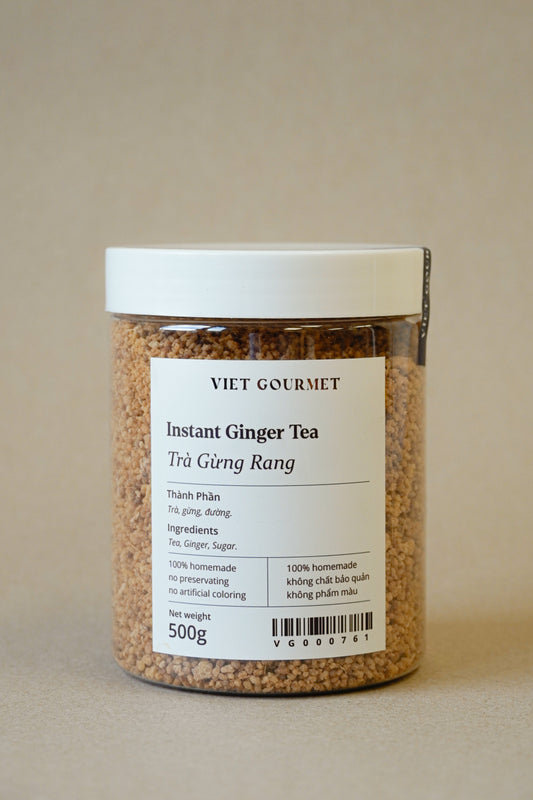 VIET GOURMET
Instant Ginger Tea
Trà Gừng Rang
Thành Phần
Trà, gừng, đường.
Ingredients
Tea, Ginger, Sugar.
100% homemade
no preservating
no artificial coloring
100% homemade
không chất bảo quản
không phẩm màu
Net weight
500g
VG000761